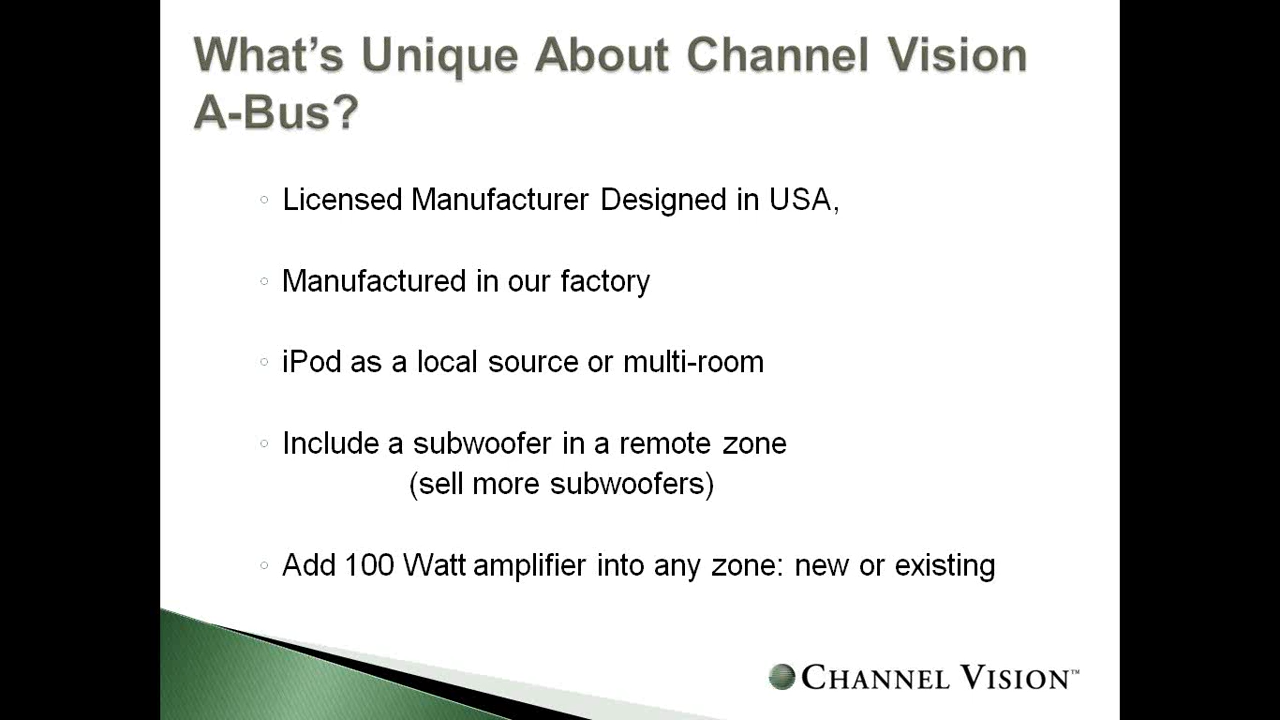 What's Unique About Channel Vision
A-Bus?
◦ Licensed Manufacturer Designed in USA,
◦ Manufactured in our factory
◦ iPod as a local source or multi-room
◦ Include a subwoofer in a remote zone
(sell more subwoofers)
◦ Add 100 Watt amplifier into any zone: new or existing
CHANNEL VISION™